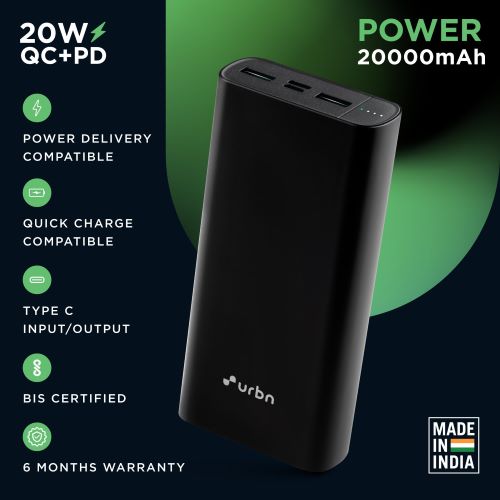 20W
QC+PD
POWER
20000mAh
POWER DELIVERY
COMPATIBLE
QUICK CHARGE
COMPATIBLE
TYPE C
INPUT/OUTPUT
BIS CERTIFIED
6 MONTHS WARRANTY
urbn
MADE
IN
INDIA